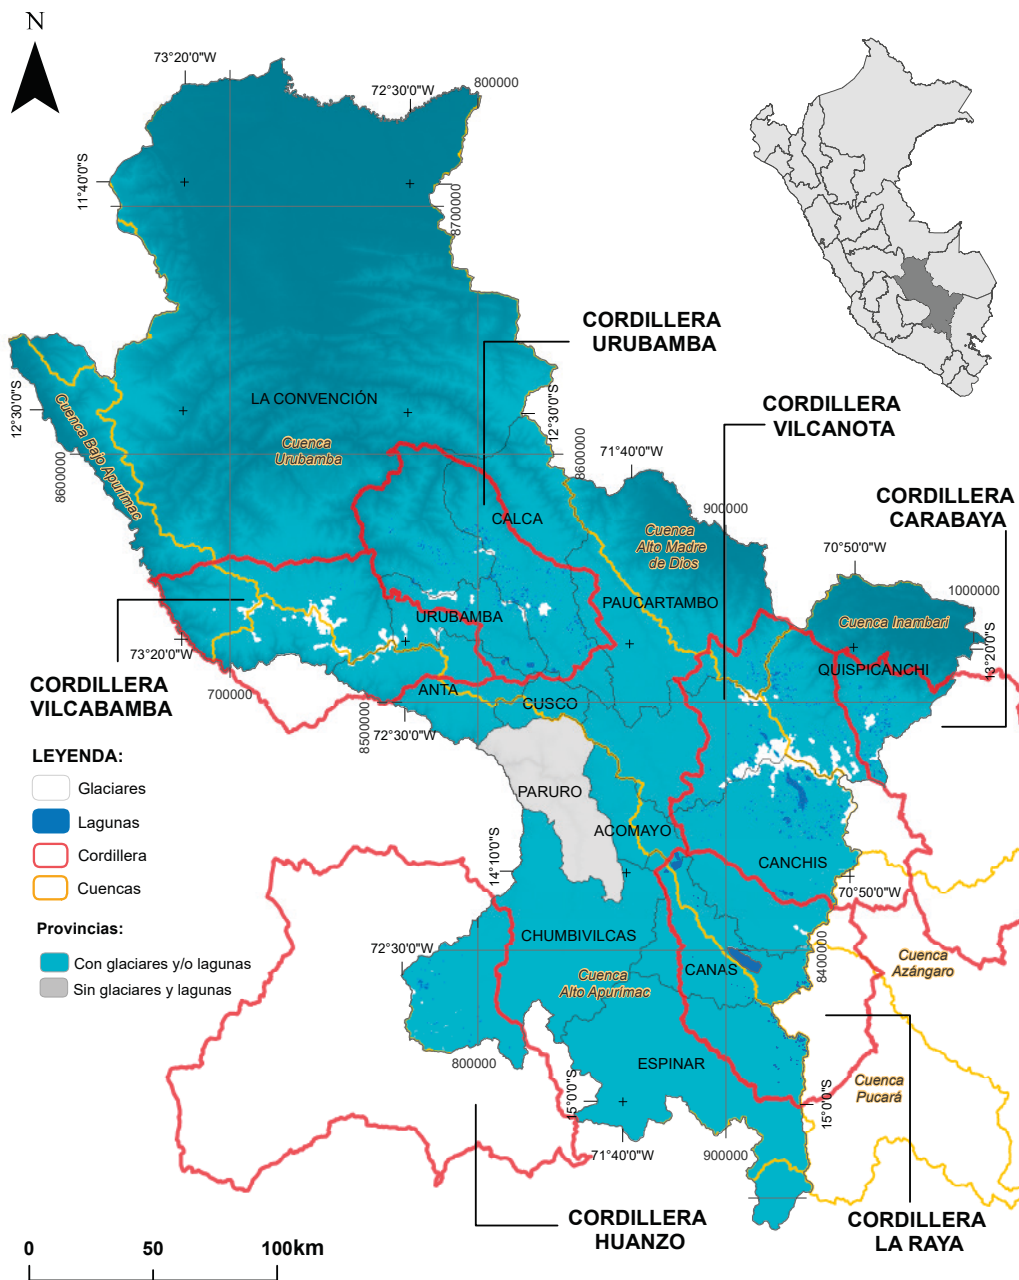 N
73°20'0"W
72°30'0"W
800000
11°40'0"S
8700000
CORDILLERA
URUBAMBA
12°30'0"S
LA CONVENCIÓN
Cuenca Bajo Apurímac
Cuenca
Urubamba
12°30'0"S
CORDILLERA
VILCANOTA
8600000
8600000
71°40'0"W
900000
CORDILLERA
CARABAYA
CALCA
Cuenca
Alto Madre
de Dios
70°50'0"W
1000000
PAUCARTAMBO
URUBAMBA
Cuenca Inambari
13°20'0"S
73°20'0"W
QUISPICANCHI
CORDILLERA
VILCABAMBA
700000
ANTA
CUSCO
8500000
72°30'0"W
LEYENDA:
Glaciares
Lagunas
Cordillera
Cuencas
Provincias:
Con glaciares y/o lagunas
Sin glaciares y lagunas
PARURO
ACOMAYO
14°10'0"S
CANCHIS
70°50'0"W
CHUMBIVILCAS
72°30'0"W
8400000
CANAS
Cuenca
Azángaro
Cuenca
Alto Apurímac
800000
ESPINAR
Cuenca
Pucará
15°0'0"S
15°0'0"S
71°40'0"W
900000
CORDILLERA
HUANZO
CORDILLERA
LA RAYA
0 50 100km